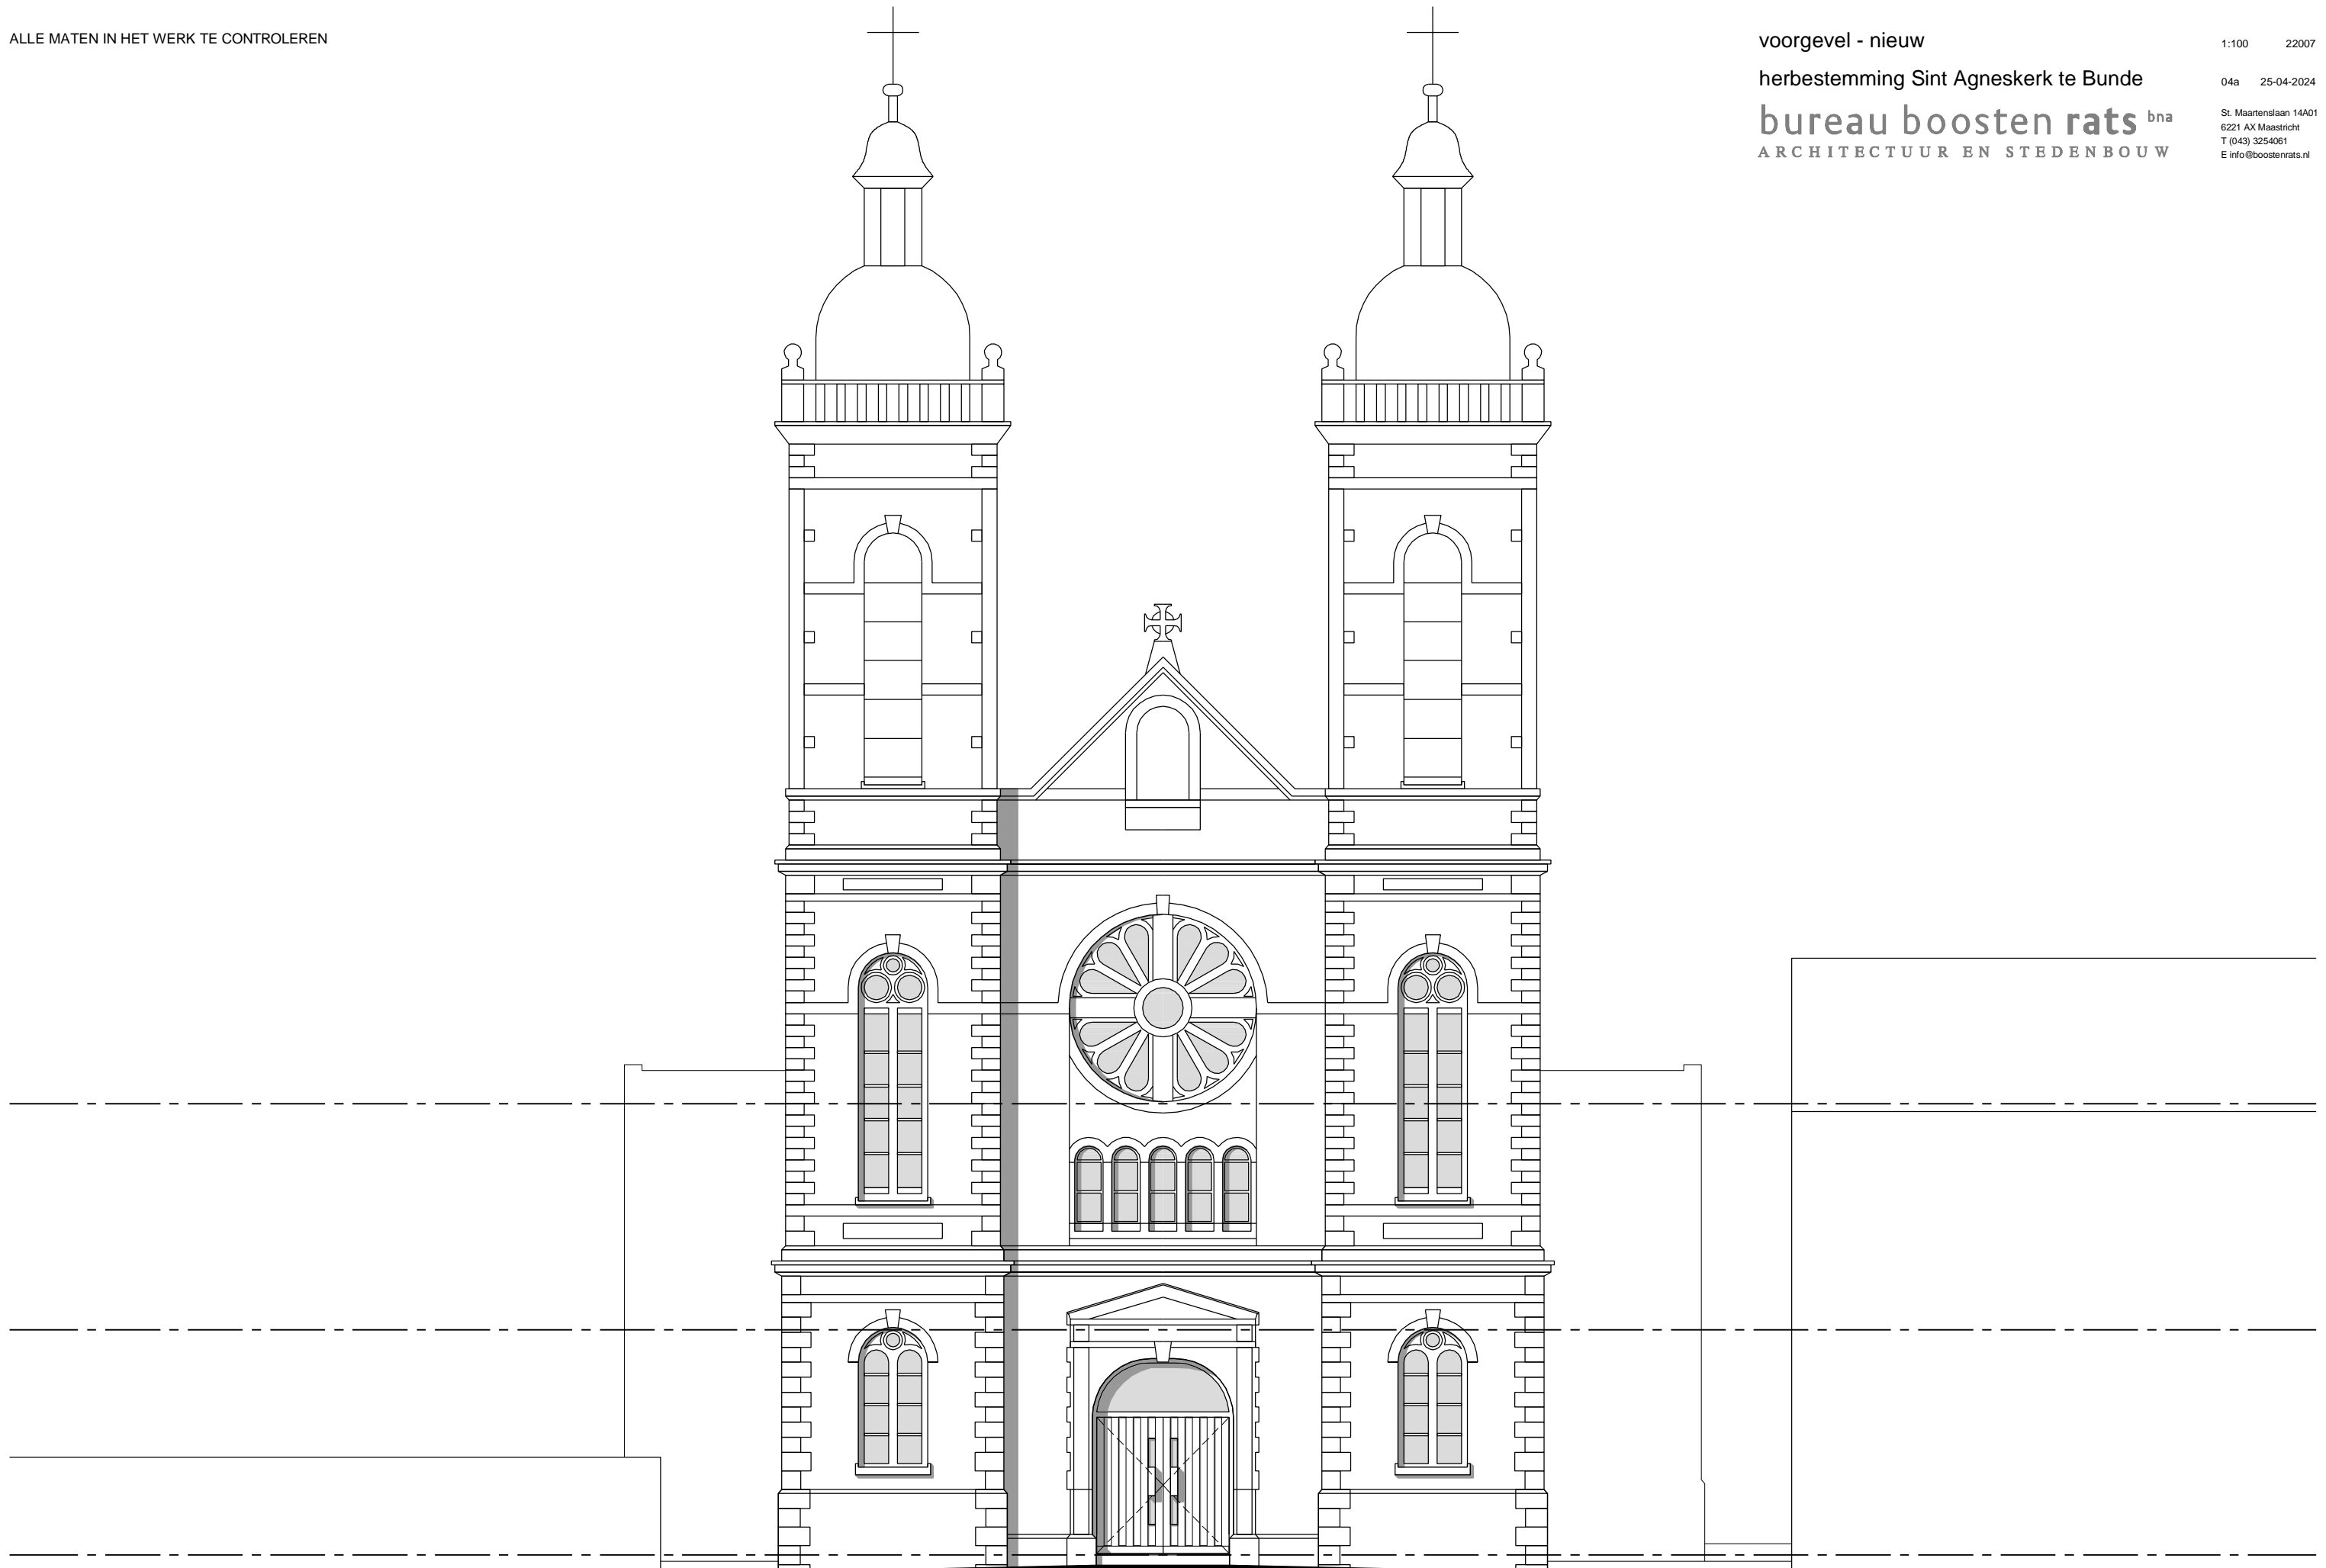 ALLE MATEN IN HET WERK TE CONTROLEREN
voorgevel - nieuw
1:100 22007
herbestemming Sint Agneskerk te Bunde
04a 25-04-2024
bureau boosten rats bna
ARCHITECTUUR EN STEDENBOUW
St. Maartenslaan 14A01
6221 AX Maastricht
T (043) 3254061
E info@boostenrats.nl